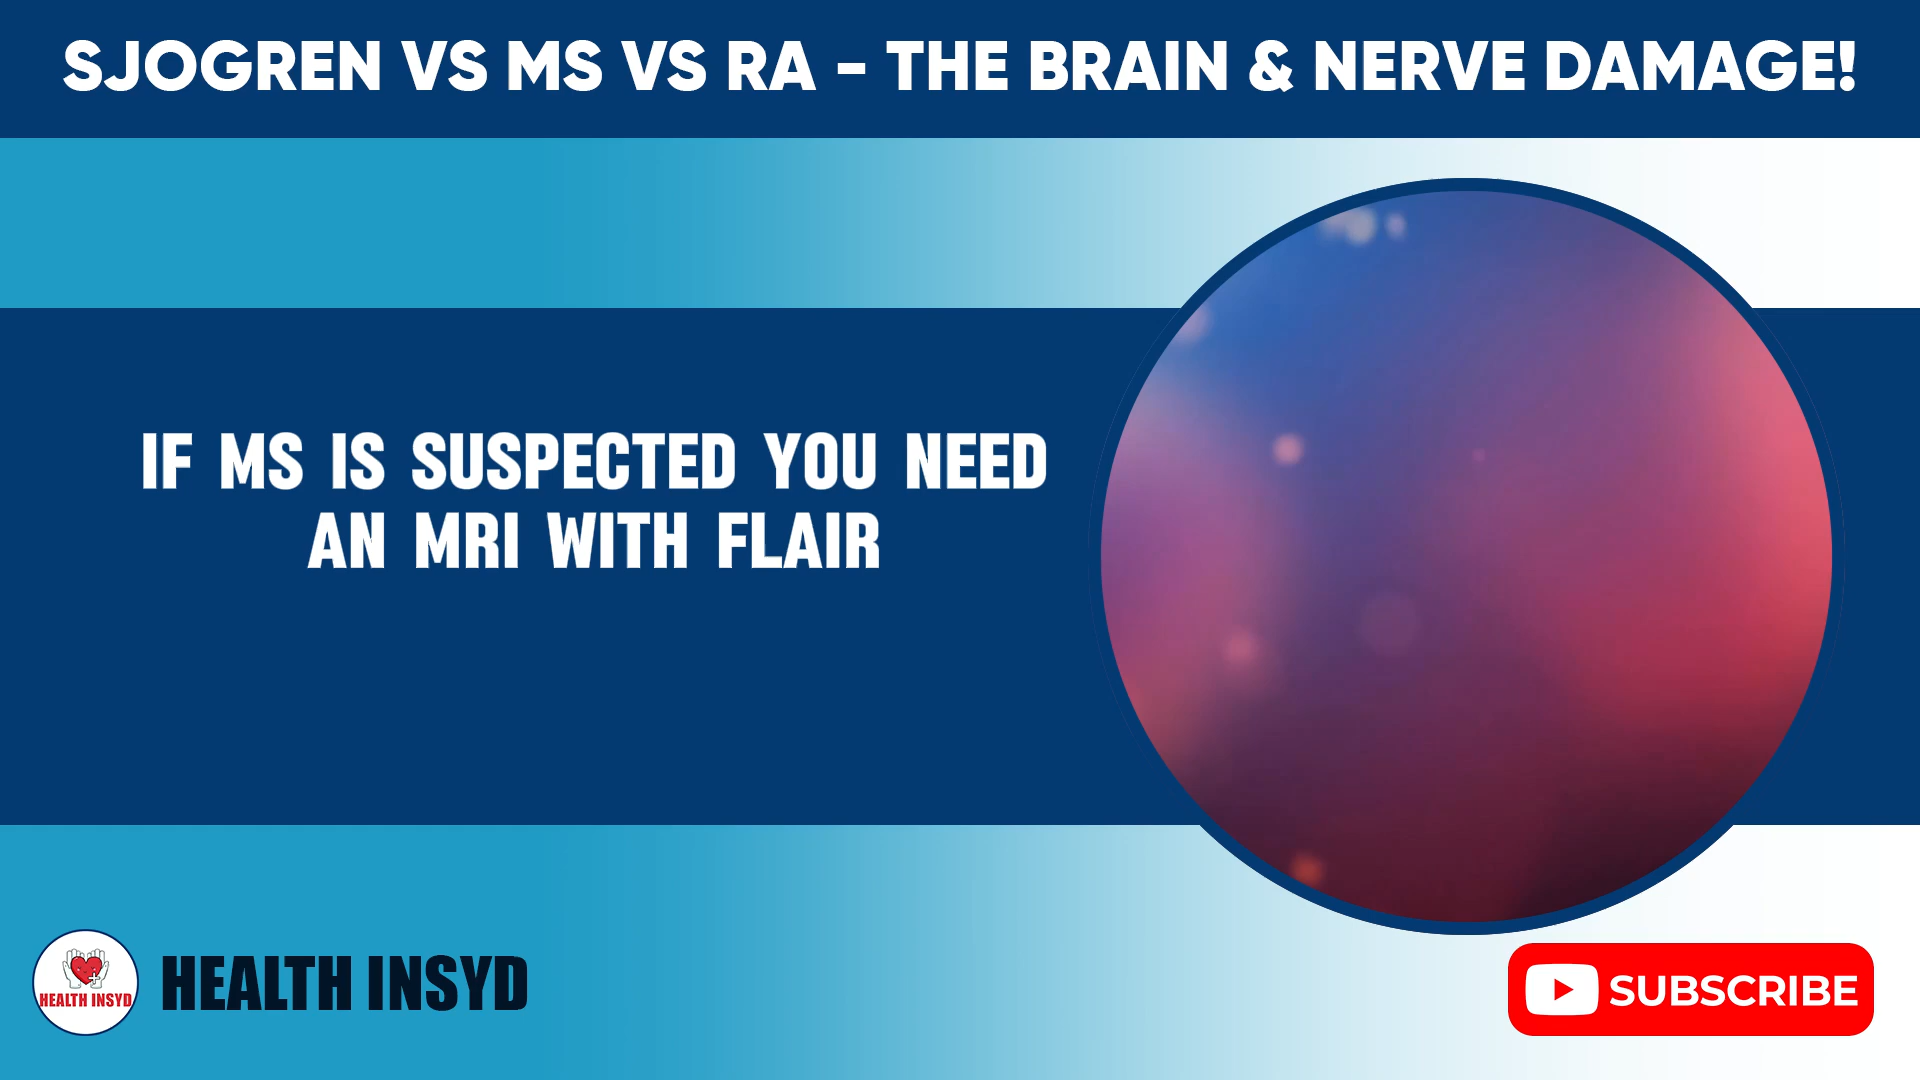 SJOGREN VS MS VS RA - THE BRAIN & NERVE DAMAGE!
IF MS IS SUSPECTED YOU NEED
AN MRI WITH FLAIR
HEALTH INSYD
HEALTH INSYD
SUBSCRIBE